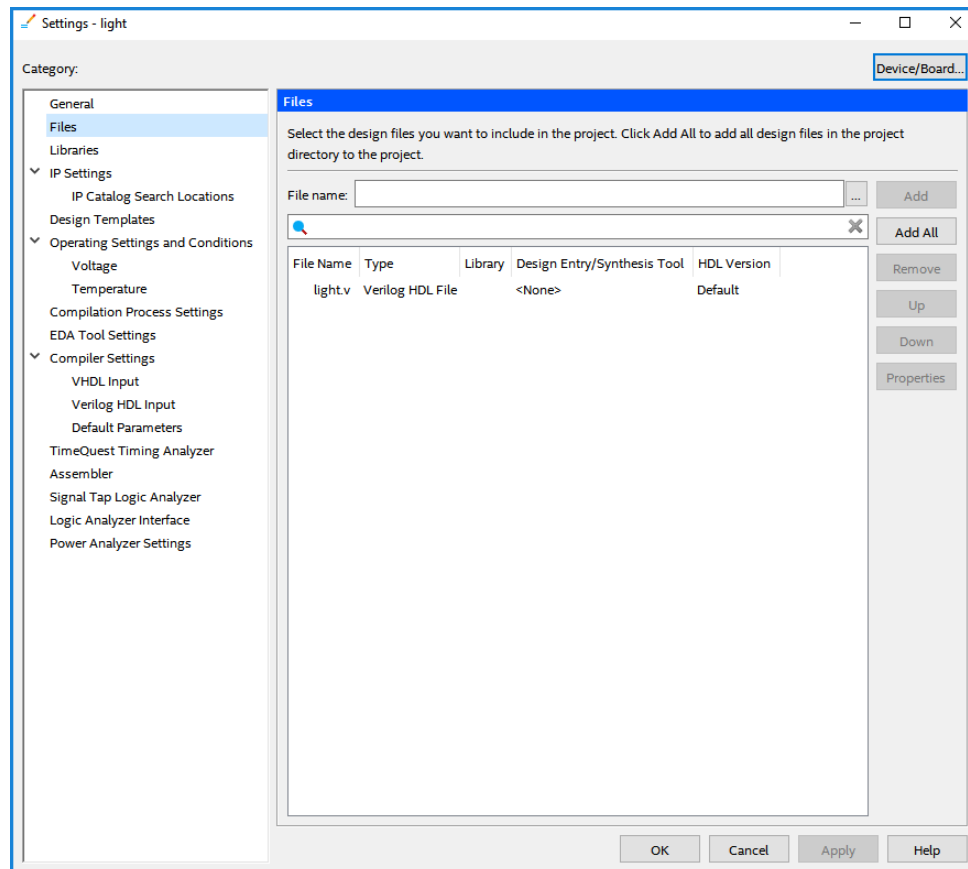 Settings - light
Category:
Device/Board...
General
Files
Libraries
IP Settings
IP Catalog Search Locations
Design Templates
Operating Settings and Conditions
Voltage
Temperature
Compilation Process Settings
EDA Tool Settings
Compiler Settings
VHDL Input
Verilog HDL Input
Default Parameters
TimeQuest Timing Analyzer
Assembler
Signal Tap Logic Analyzer
Logic Analyzer Interface
Power Analyzer Settings
Files
Select the design files you want to include in the project. Click Add All to add all design files in the project
directory to the project.
File name: ... Add
Add All
File Name Type Library Design Entry/Synthesis Tool HDL Version
light.v Verilog HDL File <None> Default
Remove
Up
Down
Properties
OK Cancel Apply Help